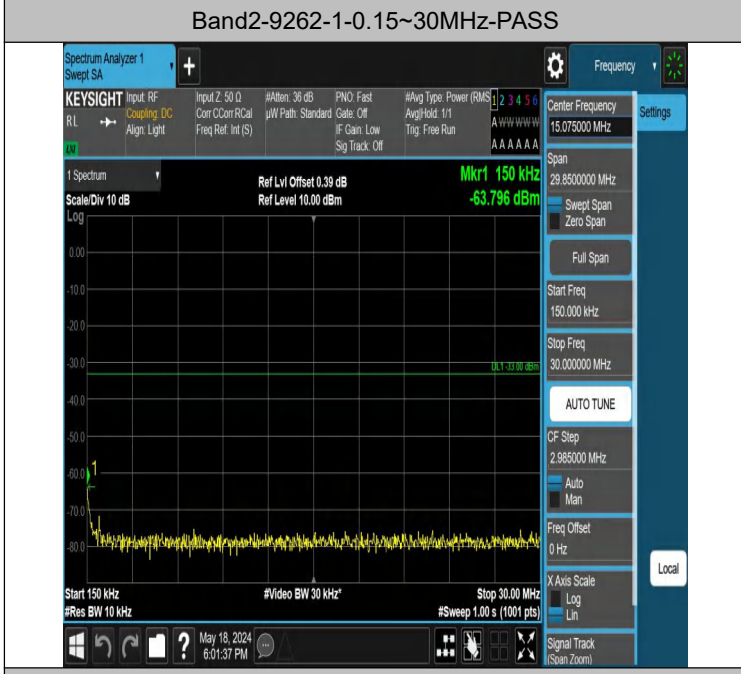 Band2-9262-1-0.15~30MHz-PASS
Spectrum Analyzer 1
Swept SA
Frequency
KEYSIGHT
RL
Input: RF
Coupling: DC
Align: Light
Input Z: 50 Ω
Corr CCorr RCal
Freq Ref: Int (S)
#Atten: 36 dB
µW Path: Standard
PNO: Fast
Gate: Off
IF Gain: Low
Sig Track: Off
#Avg Type: Power (RMS
Avg|Hold: 1/1
Trig: Free Run
1 2 3 4 5 6
A W W W W W
A A A A A A
Center Frequency
15.075000 MHz
Settings
Span
29.8500000 MHz
Swept Span
Zero Span
Full Span
Start Freq
150.000 kHz
Stop Freq
30.000000 MHz
AUTO TUNE
CF Step
2.985000 MHz
Auto
Man
Freq Offset
0 Hz
X Axis Scale
Log
Lin
Signal Track
(Span Zoom)
Local
1 Spectrum
Scale/Div 10 dB
Log
Ref Lvl Offset 0.39 dB
Ref Level 10.00 dBm
Mkr1 150 kHz
-63.796 dBm
0.00
-10.0
-20.0
-30.0
DL1 -33.00 dBm
-40.0
-50.0
1
-60.0
-70.0
-80.0
Start 150 kHz
#Video BW 30 kHz*
Stop 30.00 MHz
#Res BW 10 kHz
#Sweep 1.00 s (1001 pts)
May 18, 2024
6:01:37 PM